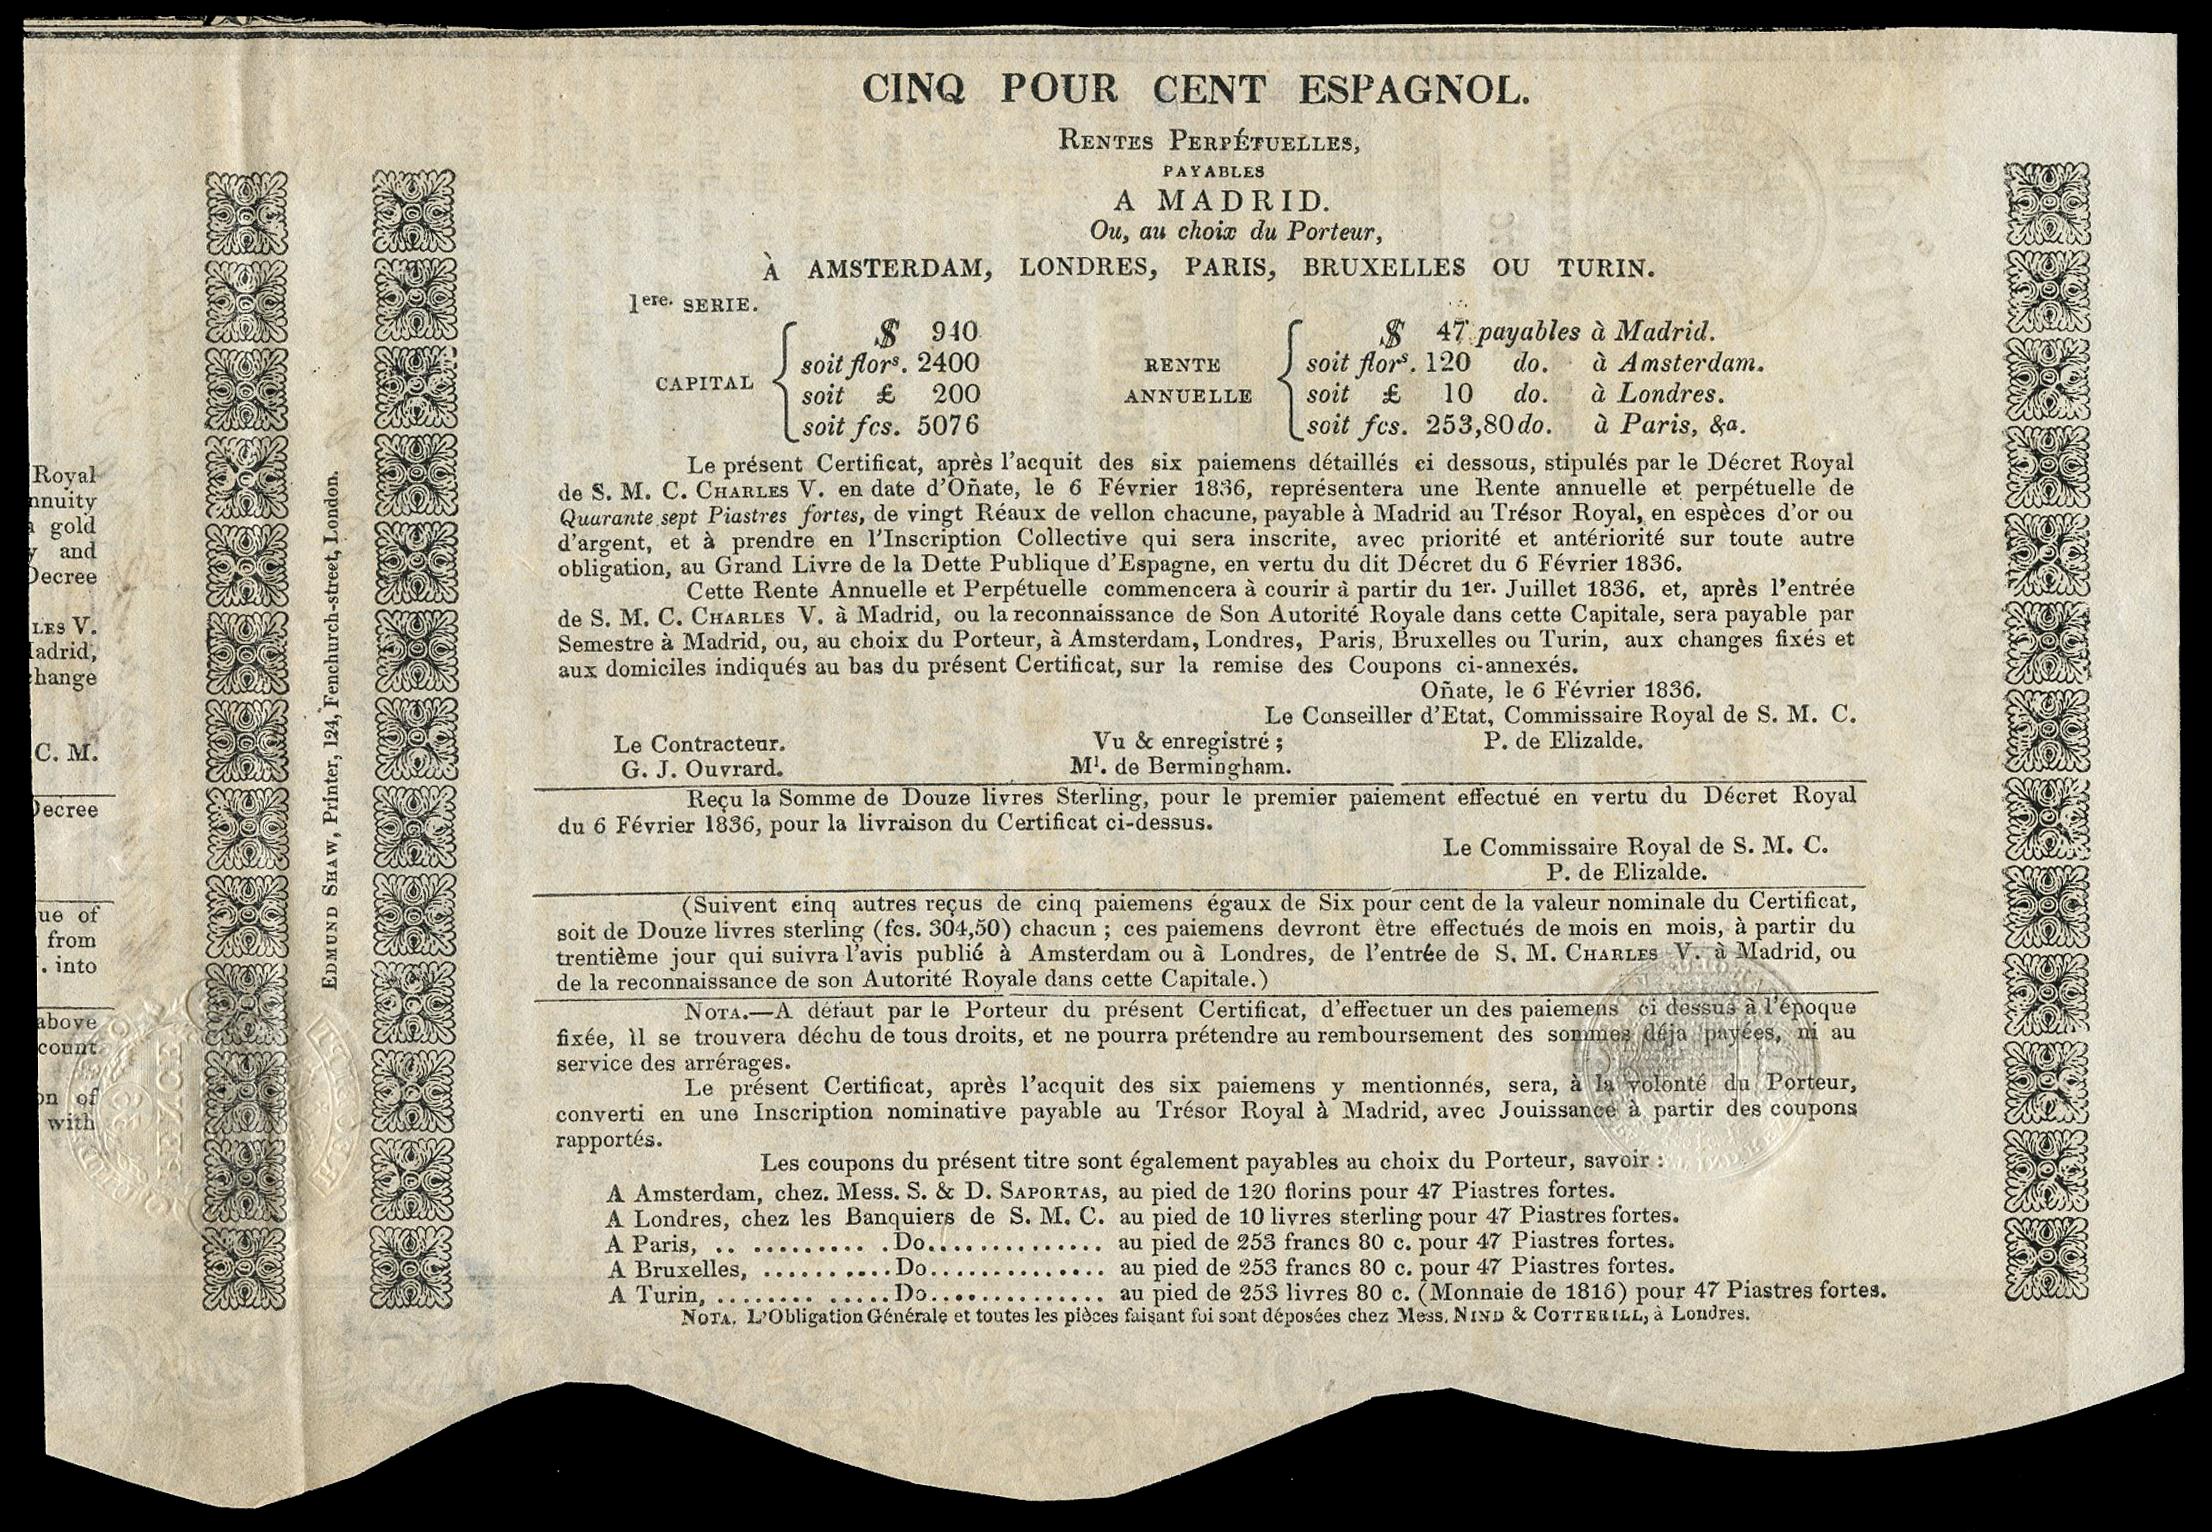 CINQ POUR CENT ESPAGNOL.
RENTES PERPÉTUELLES,
PAYABLES
A MADRID.
Ou, au choix du Porteur,
À AMSTERDAM, LONDRES, PARIS, BRUXELLES OU TURIN.
1ere. SERIE.
CAPITAL
$ 940
soit flors. 2400
soit £ 200
soit fcs. 5076
RENTE
ANNUELLE
$ 47 payables à Madrid.
soit flors. 120 do. à Amsterdam.
soit £ 10 do. à Londres.
soit fcs. 253,80 do. à Paris, &a.
Le présent Certificat, après l'acquit des six paiemens détaillés ci dessous, stipulés par le Décret Royal
de S. M. C. CHARLES V. en date d'Oñate, le 6 Février 1836, représentera une Rente annuelle et perpétuelle de
Quarante sept Piastres fortes, de vingt Réaux de vellon chacune, payable à Madrid au Trésor Royal, en espèces d'or ou
d'argent, et à prendre en l'Inscription Collective qui sera inscrite, avec priorité et antériorité sur toute autre
obligation, au Grand Livre de la Dette Publique d'Espagne, en vertu du dit Décret du 6 Février 1836.
Cette Rente Annuelle et Perpétuelle commencera à courir à partir du 1er. Juillet 1836, et, après l'entrée
de S. M. C. CHARLES V. à Madrid, ou la reconnaissance de Son Autorité Royale dans cette Capitale, sera payable par
Semestre à Madrid, ou, au choix du Porteur, à Amsterdam, Londres, Paris, Bruxelles ou Turin, aux changes fixés et
aux domiciles indiqués au bas du présent Certificat, sur la remise des Coupons ci-annexés.
Oñate, le 6 Février 1836.
Le Conseiller d'Etat, Commissaire Royal de S. M. C.
Le Contracteur. Vu & enregistré ; P. de Elizalde.
G. J. Ouvrard. Ml. de Bermingham.
Reçu la Somme de Douze livres Sterling, pour le premier paiement effectué en vertu du Décret Royal
du 6 Février 1836, pour la livraison du Certificat ci-dessus.
Le Commissaire Royal de S. M. C.
P. de Elizalde.
(Suivent cinq autres reçus de cinq paiemens égaux de Six pour cent de la valeur nominale du Certificat,
soit de Douze livres sterling (fcs. 304,50) chacun ; ces paiemens devront être effectués de mois en mois, à partir du
trentième jour qui suivra l'avis publié à Amsterdam ou à Londres, de l'entrée de S. M. CHARLES V. à Madrid, ou
de la reconnaissance de son Autorité Royale dans cette Capitale.)
NOTA.—A défaut par le Porteur du présent Certificat, d'effectuer un des paiemens ci dessus à l'époque
fixée, il se trouvera déchu de tous droits, et ne pourra prétendre au remboursement des sommes déja payées, ni au
service des arrérages.
Le présent Certificat, après l'acquit des six paiemens y mentionnés, sera, à la volonté du Porteur,
converti en une Inscription nominative payable au Trésor Royal à Madrid, avec Jouissance à partir des coupons
rapportés.
Les coupons du présent titre sont également payables au choix du Porteur, savoir :
A Amsterdam, chez. Mess. S. & D. SAPORTAS, au pied de 120 florins pour 47 Piastres fortes.
A Londres, chez les Banquiers de S. M. C. au pied de 10 livres sterling pour 47 Piastres fortes.
A Paris, .. .......... .Do.............. au pied de 253 francs 80 c. pour 47 Piastres fortes.
A Bruxelles, ..........Do.............. au pied de 253 francs 80 c. pour 47 Piastres fortes.
A Turin, ........ .....Do.............. au pied de 253 livres 80 c. (Monnaie de 1816) pour 47 Piastres fortes.
NOTA. L'Obligation Générale et toutes les pièces faisant foi sont déposées chez Mess. NIND & COTTERILL, à Londres.
EDMUND SHAW, Printer, 124, Fenchurch-street, London.
Royal
nnuity
gold
y and
Decree
LES V.
ladrid,
hange
C. M.
Decree
ue of
from
. into
above
count
on of
with